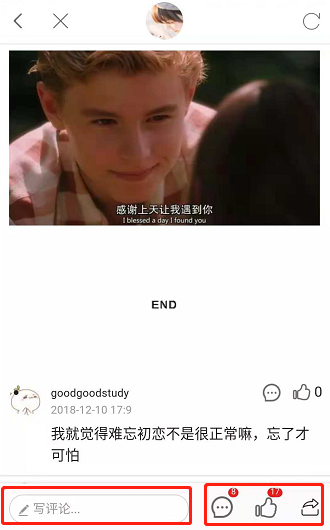 感谢上天让我遇到你
I blessed a day I found you
END
goodgoodstudy
0
2018-12-10 17:9
我就觉得难忘初恋不是很正常嘛，忘了才
可怕
写评论...
8
17